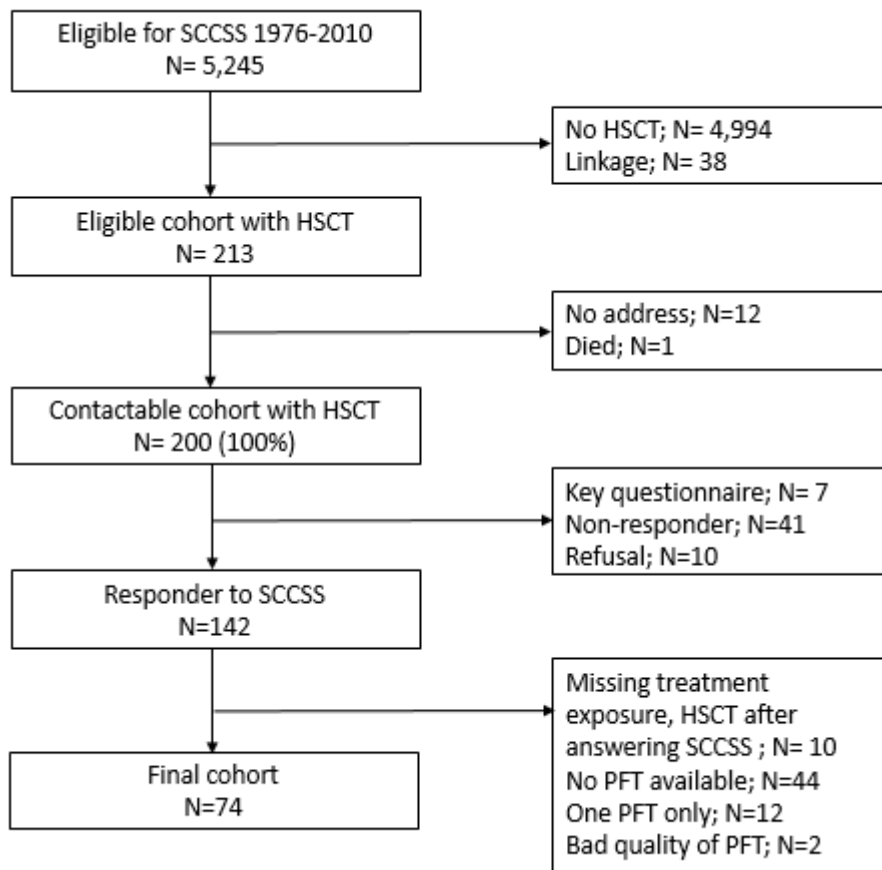 Eligible for SCCSS 1976-2010
N= 5,245
No HSCT; N= 4,994
Linkage; N= 38
Eligible cohort with HSCT
N= 213
No address; N=12
Died; N=1
Contactable cohort with HSCT
N= 200 (100%)
Key questionnaire; N= 7
Non-responder; N=41
Refusal; N=10
Responder to SCCSS
N=142
Missing treatment
exposure, HSCT after
answering SCCSS ; N= 10
No PFT available; N=44
One PFT only; N=12
Bad quality of PFT; N=2
Final cohort
N=74